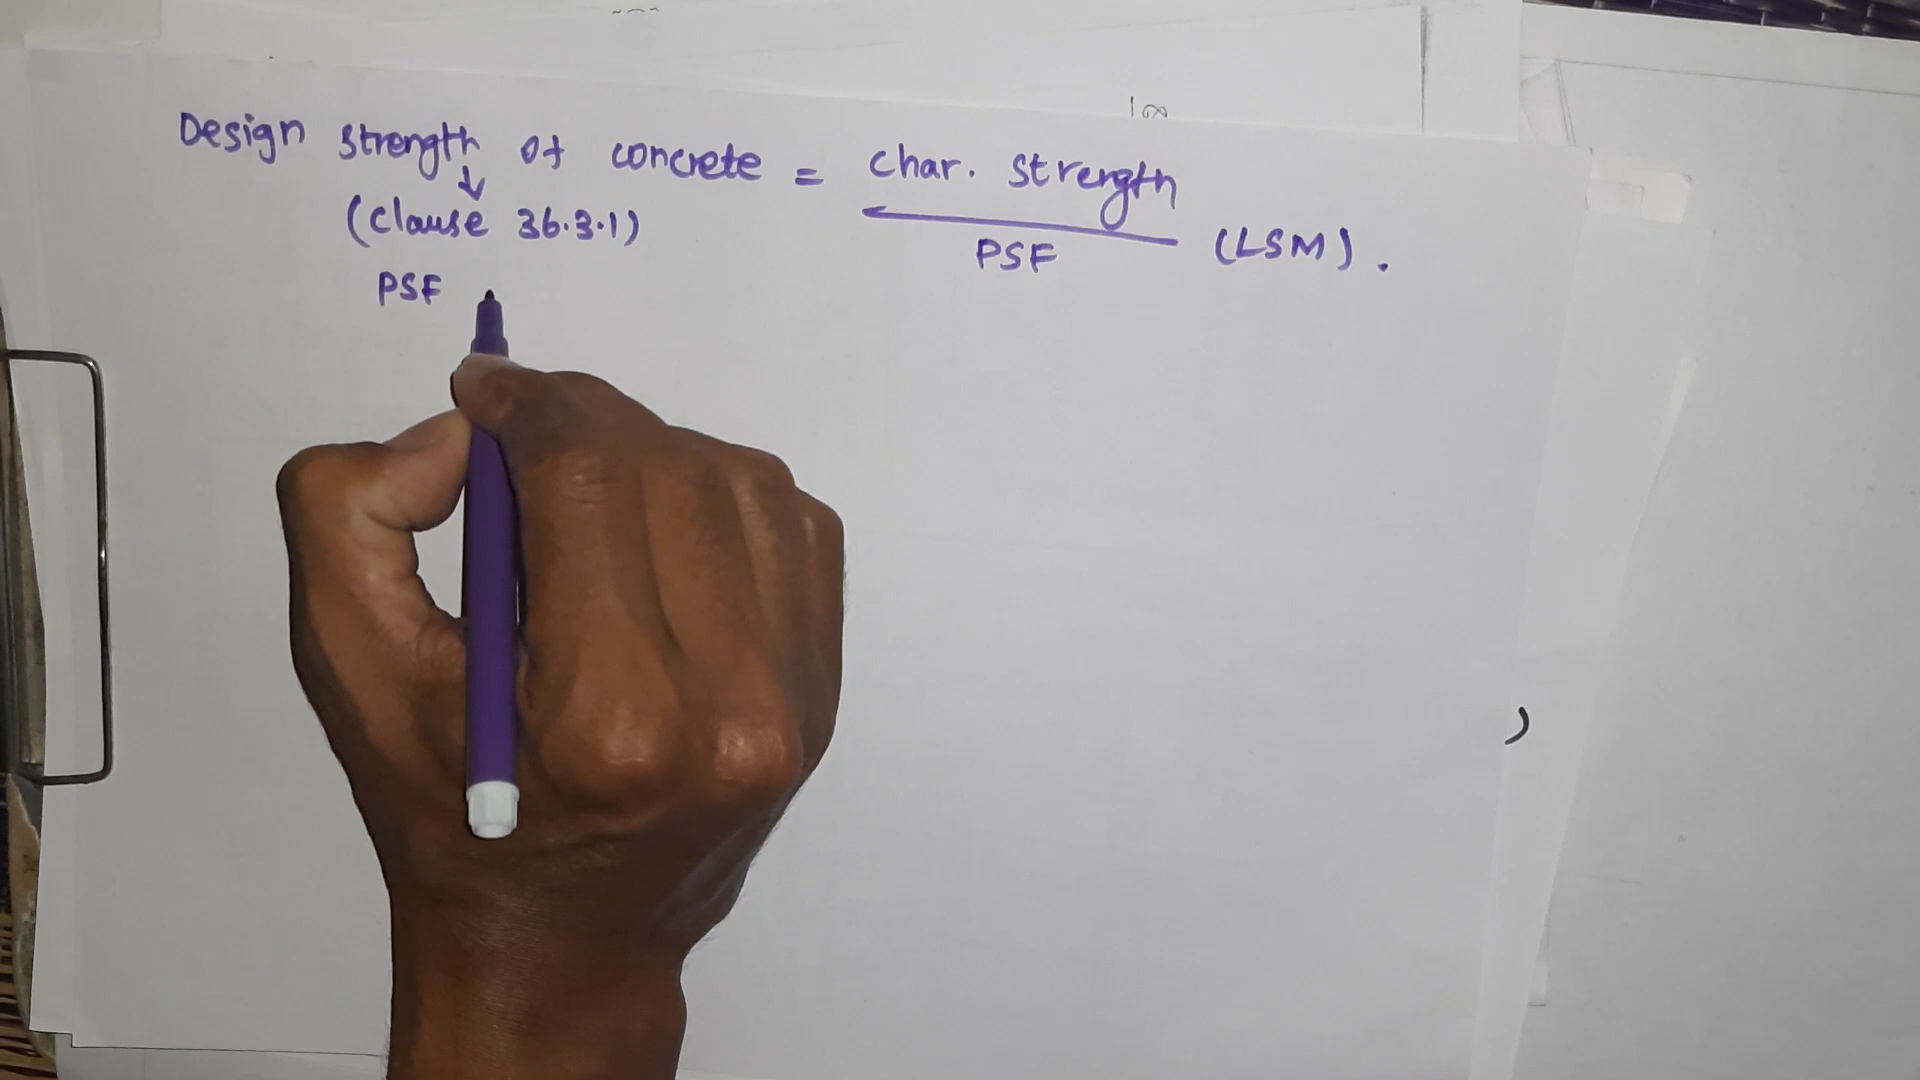 Design strength of concrete = char. strength
PSF (LSM).
(Clause 36.3.1)
PSF